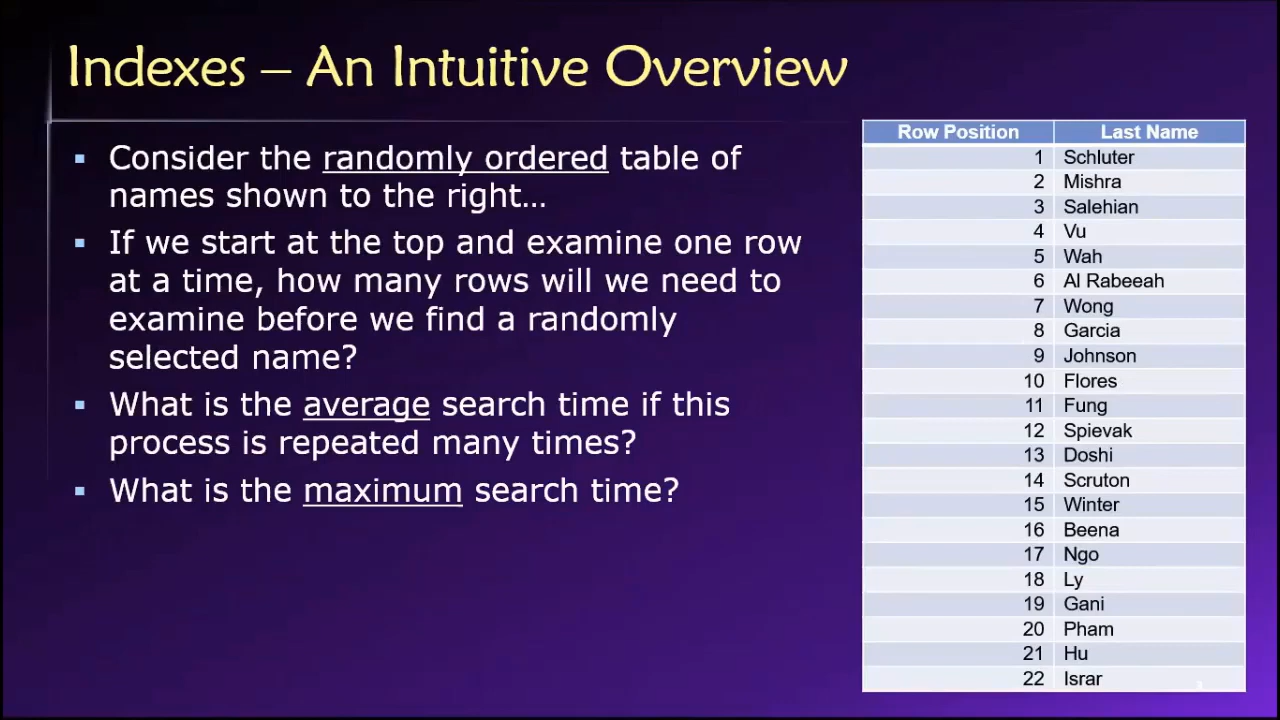 Indexes – An Intuitive Overview
▪ Consider the randomly ordered table of
names shown to the right…
▪ If we start at the top and examine one row
at a time, how many rows will we need to
examine before we find a randomly
selected name?
▪ What is the average search time if this
process is repeated many times?
▪ What is the maximum search time?
Row Position Last Name
1 Schluter
2 Mishra
3 Salehian
4 Vu
5 Wah
6 Al Rabeeah
7 Wong
8 Garcia
9 Johnson
10 Flores
11 Fung
12 Spievak
13 Doshi
14 Scruton
15 Winter
16 Beena
17 Ngo
18 Ly
19 Gani
20 Pham
21 Hu
22 Israr